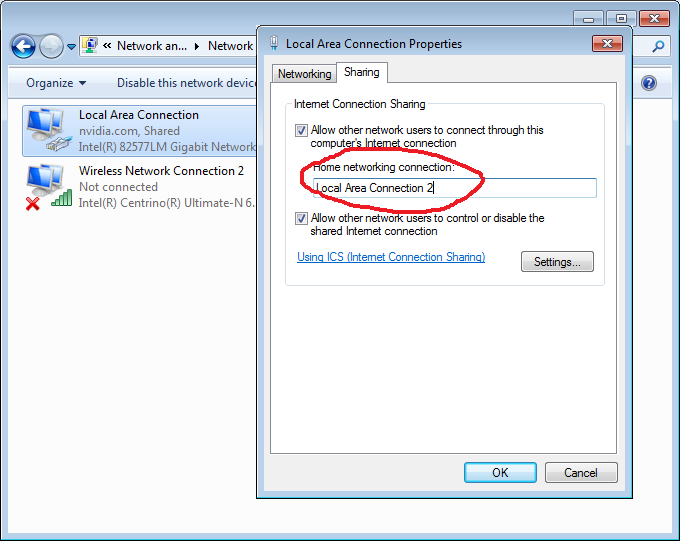 « Network an... Network
Organize Disable this network device
Local Area Connection
nvidia.com, Shared
Intel(R) 82577LM Gigabit Network
Wireless Network Connection 2
Not connected
Intel(R) Centrino(R) Ultimate-N 6.
Local Area Connection Properties
Networking Sharing
Internet Connection Sharing
Allow other network users to connect through this
computer's Internet connection
Home networking connection:
Local Area Connection 2
Allow other network users to control or disable the
shared Internet connection
Using ICS (Internet Connection Sharing)
Settings...
OK Cancel